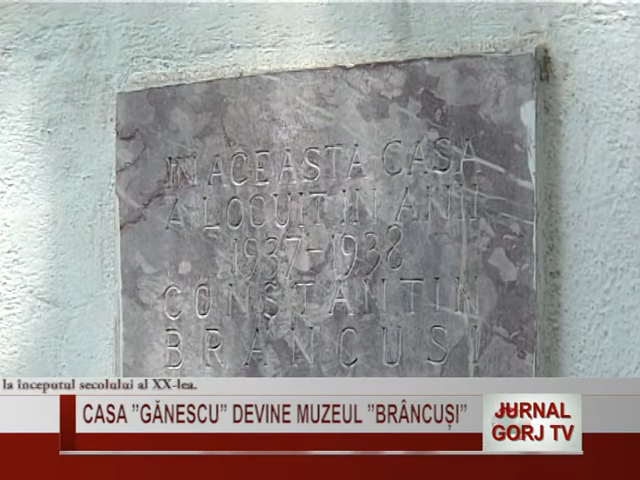 IN ACEASTA CASA
A LOCUIT IN ANII
1937-1938
CONSTANTIN
BRÂNCUSI
la începutul secolului al XX-lea.
CASA ”GĂNESCU” DEVINE MUZEUL ”BRÂNCUȘI”
JURNAL
GORJ TV